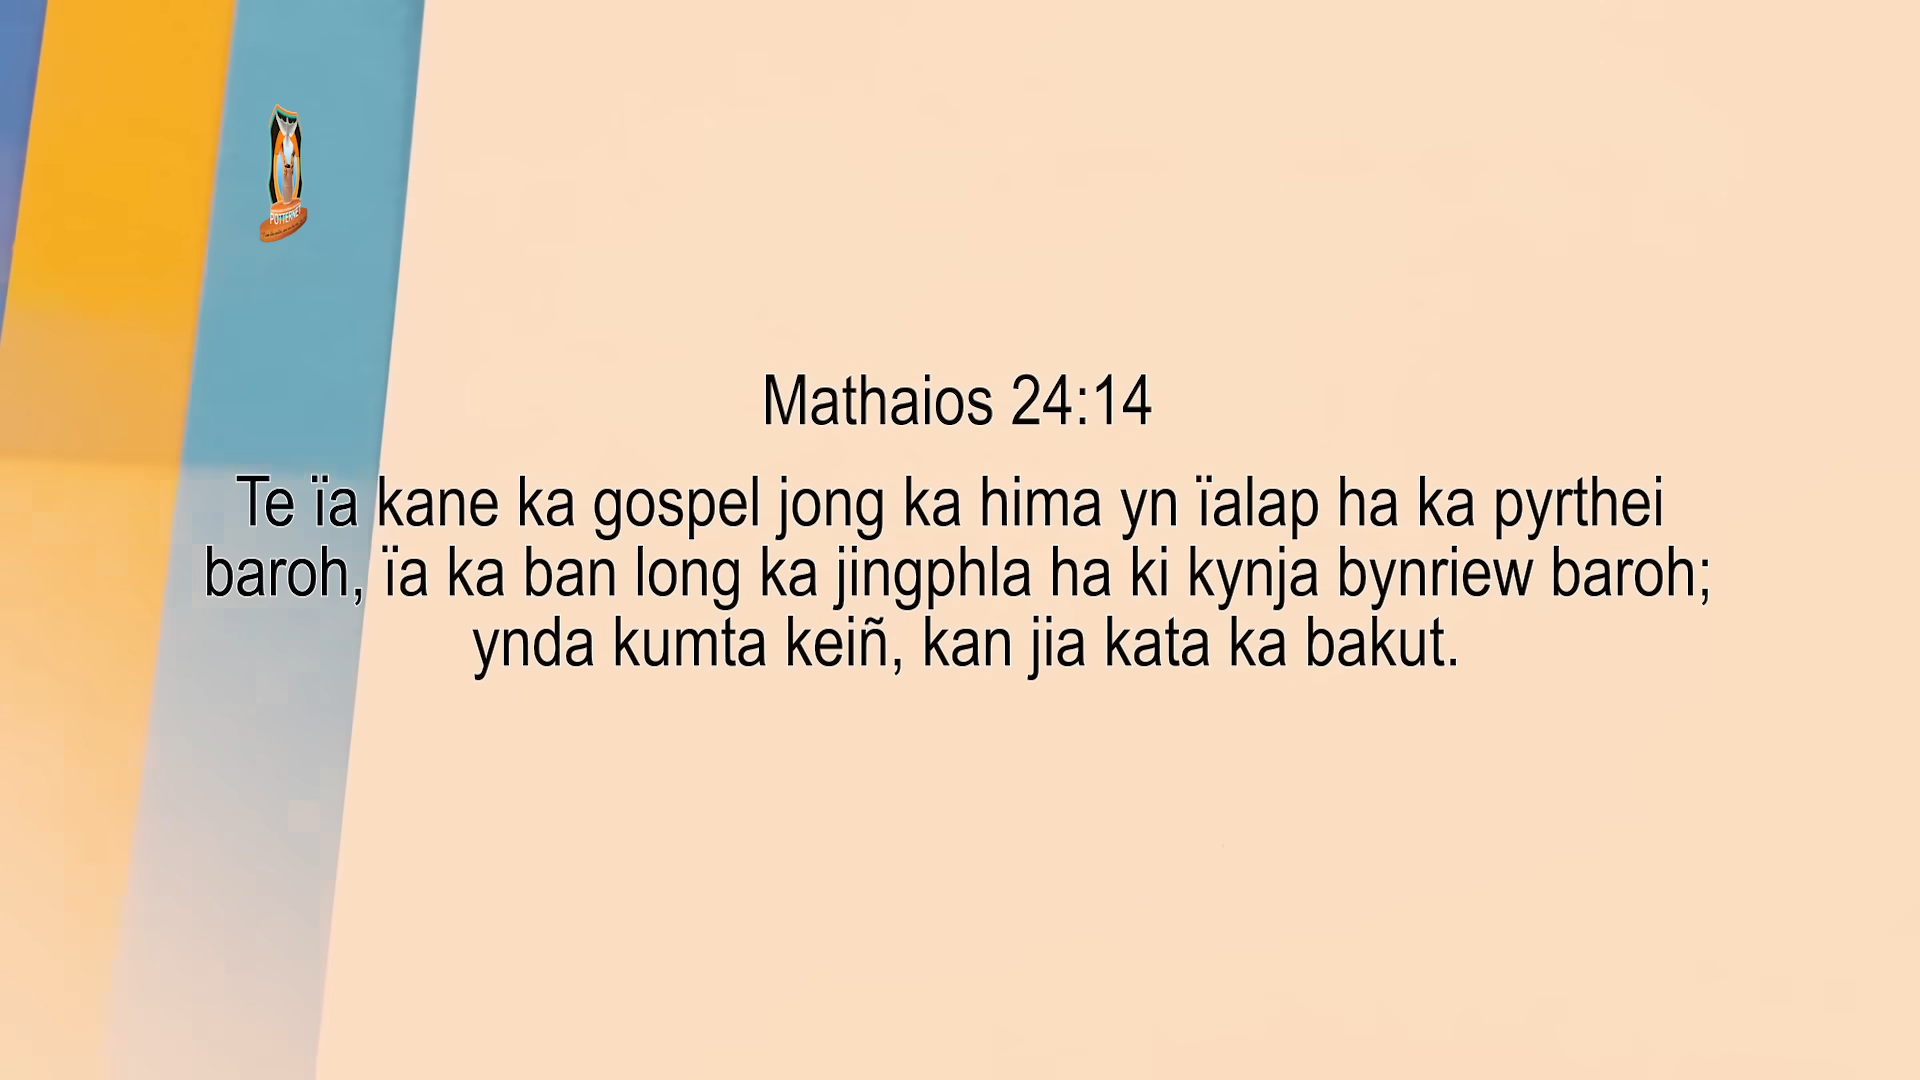 POTTERNET
Mathaios 24:14
Te ïa kane ka gospel jong ka hima yn ïalap ha ka pyrthei
baroh, ïa ka ban long ka jingphla ha ki kynja bynriew baroh;
ynda kumta keiñ, kan jia kata ka bakut.